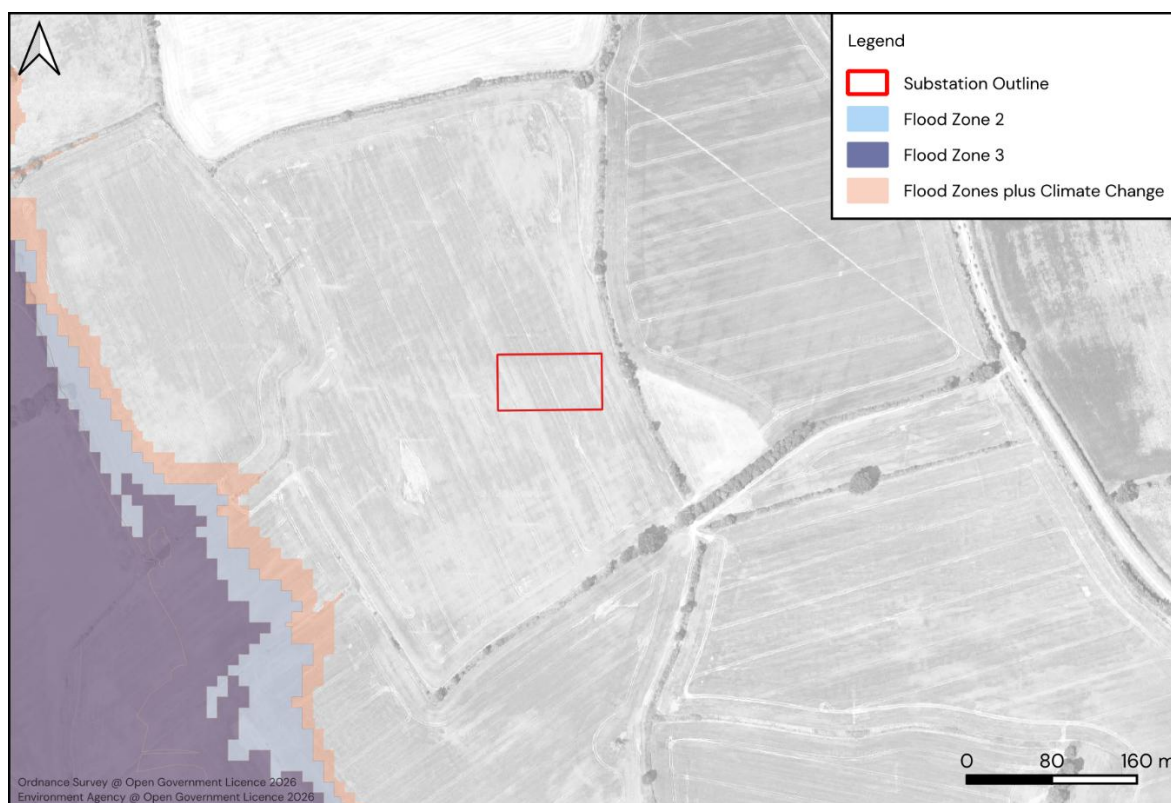 Legend
Substation Outline
Flood Zone 2
Flood Zone 3
Flood Zones plus Climate Change
0 80 160 m
Ordnance Survey @ Open Government Licence 2026
Environment Agency @ Open Government Licence 2026